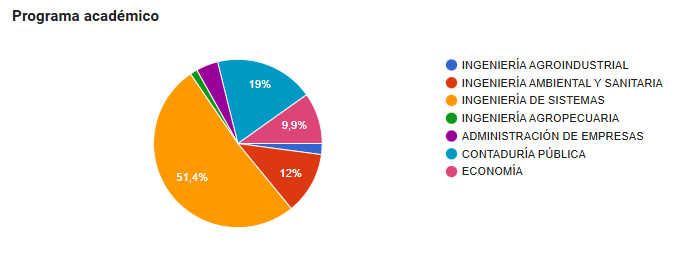 Programa académico
19%
9,9%
12%
51,4%
INGENIERÍA AGROINDUSTRIAL
INGENIERÍA AMBIENTAL Y SANITARIA
INGENIERÍA DE SISTEMAS
INGENIERÍA AGROPECUARIA
ADMINISTRACIÓN DE EMPRESAS
CONTADURÍA PÚBLICA
ECONOMÍA